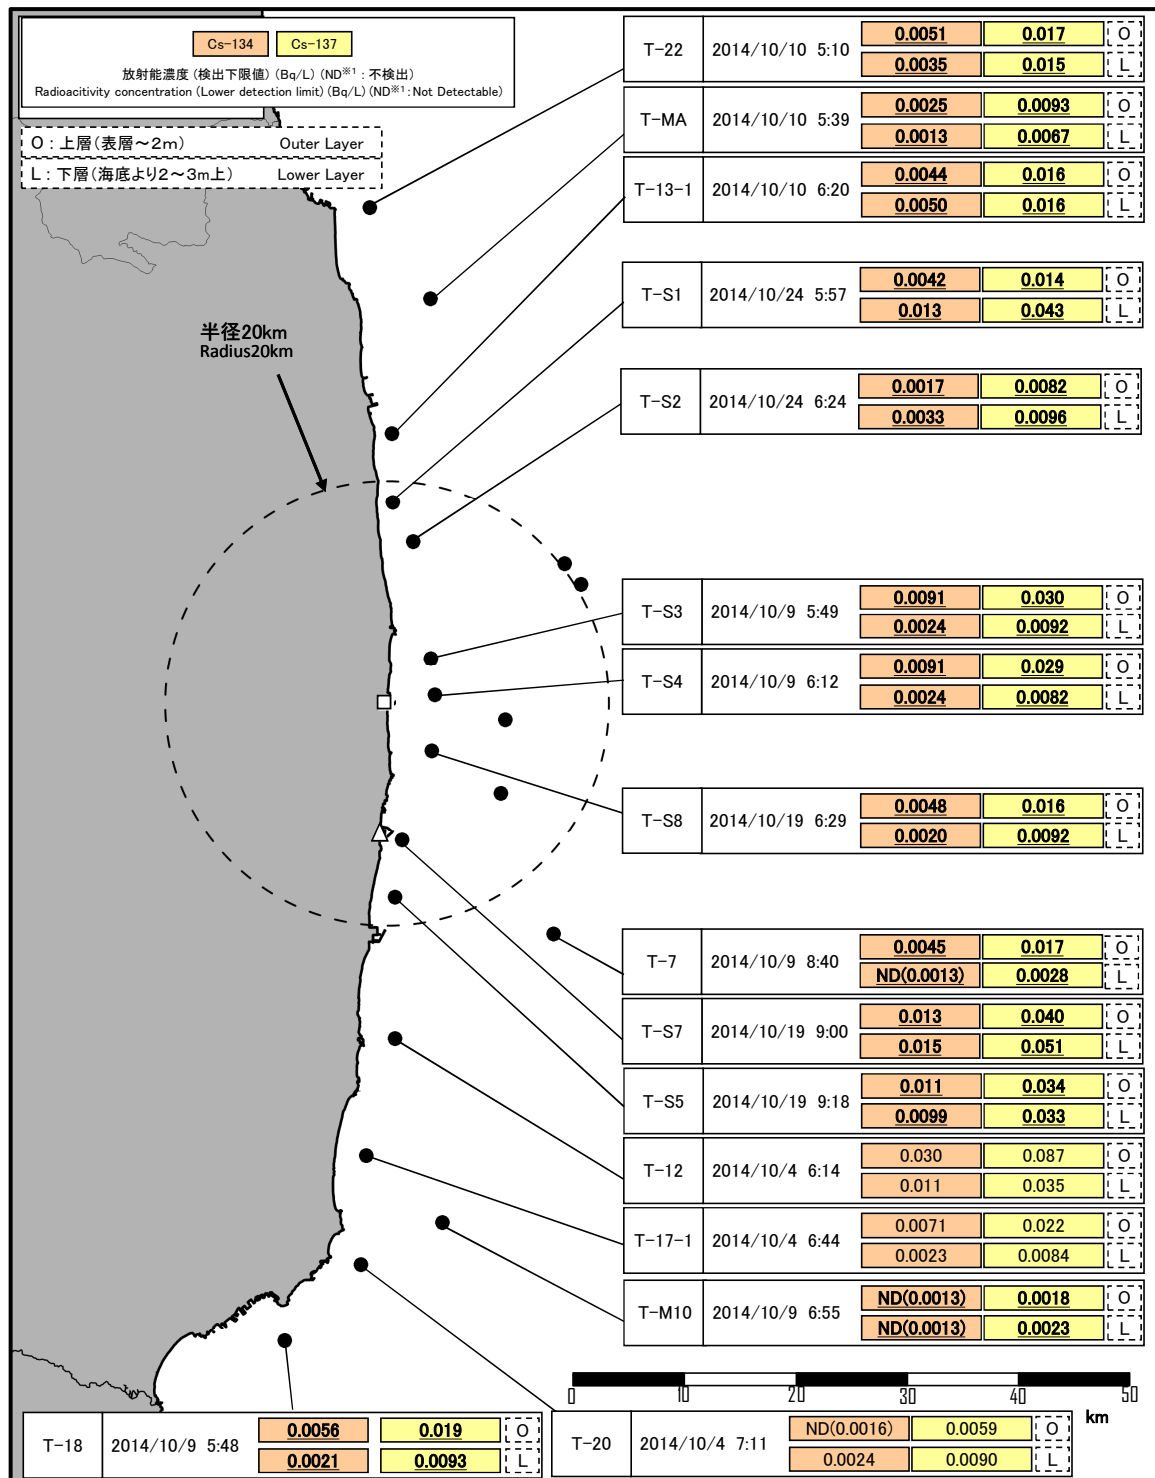 Cs-134 Cs-137
放射能濃度 (検出下限値) (Bq/L) (ND※1 : 不検出)
Radioacitivity concentration (Lower detection limit) (Bq/L) (ND※1 : Not Detectable)
O : 上層(表層～2m) Outer Layer
L : 下層(海底より2～3m上) Lower Layer
半径20km
Radius20km
T-22 2014/10/10 5:10 0.0051 0.017 O
0.0035 0.015 L
T-MA 2014/10/10 5:39 0.0025 0.0093 O
0.0013 0.0067 L
T-13-1 2014/10/10 6:20 0.0044 0.016 O
0.0050 0.016 L
T-S1 2014/10/24 5:57 0.0042 0.014 O
0.013 0.043 L
T-S2 2014/10/24 6:24 0.0017 0.0082 O
0.0033 0.0096 L
T-S3 2014/10/9 5:49 0.0091 0.030 O
0.0024 0.0092 L
T-S4 2014/10/9 6:12 0.0091 0.029 O
0.0024 0.0082 L
T-S8 2014/10/19 6:29 0.0048 0.016 O
0.0020 0.0092 L
T-7 2014/10/9 8:40 0.0045 0.017 O
ND(0.0013) 0.0028 L
T-S7 2014/10/19 9:00 0.013 0.040 O
0.015 0.051 L
T-S5 2014/10/19 9:18 0.011 0.034 O
0.0099 0.033 L
T-12 2014/10/4 6:14 0.030 0.087 O
0.011 0.035 L
T-17-1 2014/10/4 6:44 0.0071 0.022 O
0.0023 0.0084 L
T-M10 2014/10/9 6:55 ND(0.0013) 0.0018 O
ND(0.0013) 0.0023 L
0 10 20 30 40 50
km
T-18 2014/10/9 5:48 0.0056 0.019 O
0.0021 0.0093 L
T-20 2014/10/4 7:11 ND(0.0016) 0.0059 O
0.0024 0.0090 L